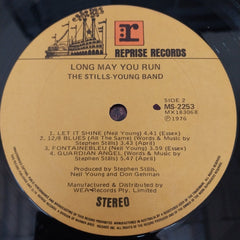 REPRISE RECORDS
LONG MAY YOU RUN
THE STILLS-YOUNG BAND
SIDE 2
MS-2253
MX183068
℗1976
1. LET IT SHINE (Neil Young) 4.41 (Essex)
2. 12/8 BLUES (All The Same) (Words & Music by
Stephen Stills) 3.43 (April)
3. FONTAINEBLEU (Neil Young) 3.59 (Essex)
4. GUARDIAN ANGEL (Words & Music by
Stephen Stills) 5.40 (April)
Produced by Stephen Stills,
Neil Young and Don Gehman
Manufactured & Distributed by
WEA Records Pty. Limited
STEREO